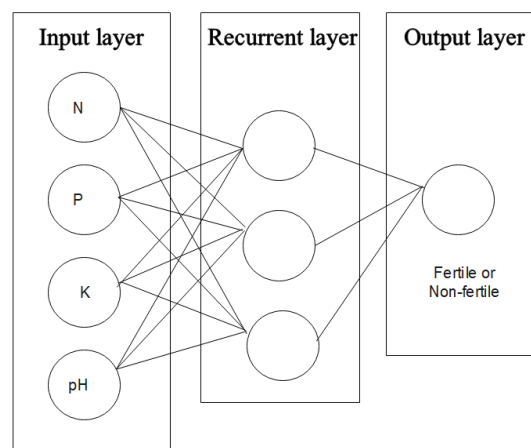 Input layer
N
P
K
pH
Recurrent layer
Output layer
Fertile or
Non-fertile